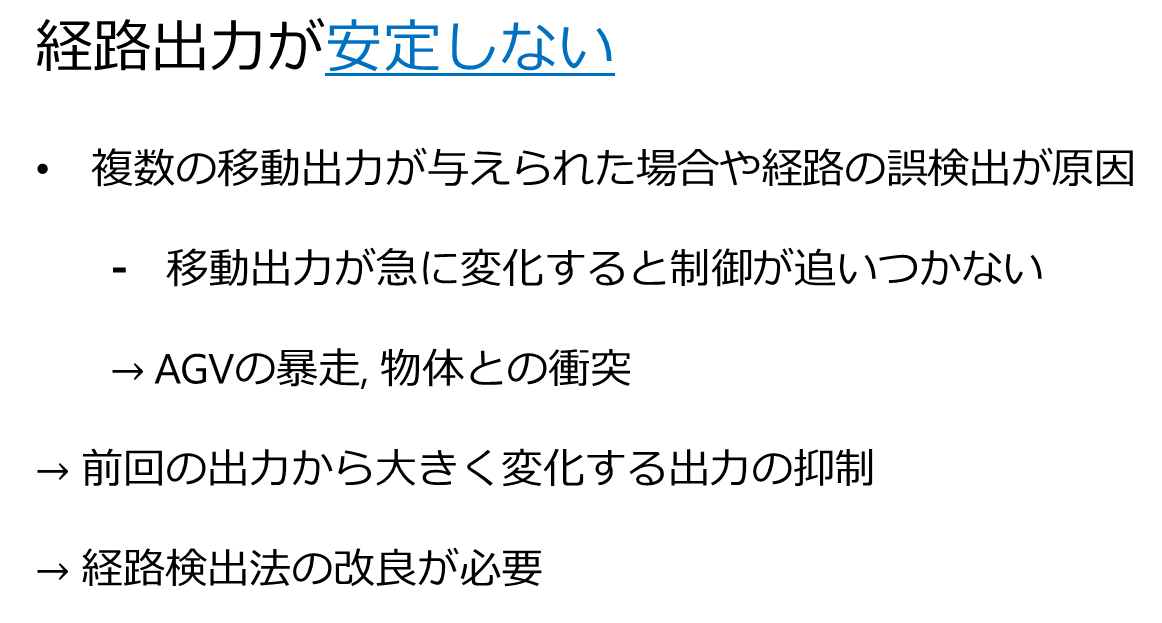 経路出力が安定しない
• 複数の移動出力が与えられた場合や経路の誤検出が原因
- 移動出力が急に変化すると制御が追いつかない
→ AGVの暴走, 物体との衝突
→ 前回の出力から大きく変化する出力の抑制
→ 経路検出法の改良が必要